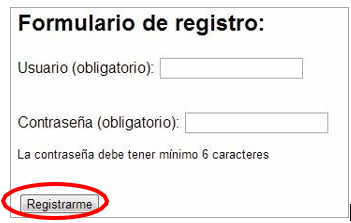 Formulario de registro:
Usuario (obligatorio):
Contraseña (obligatorio):
La contraseña debe tener mínimo 6 caracteres
Registrarme